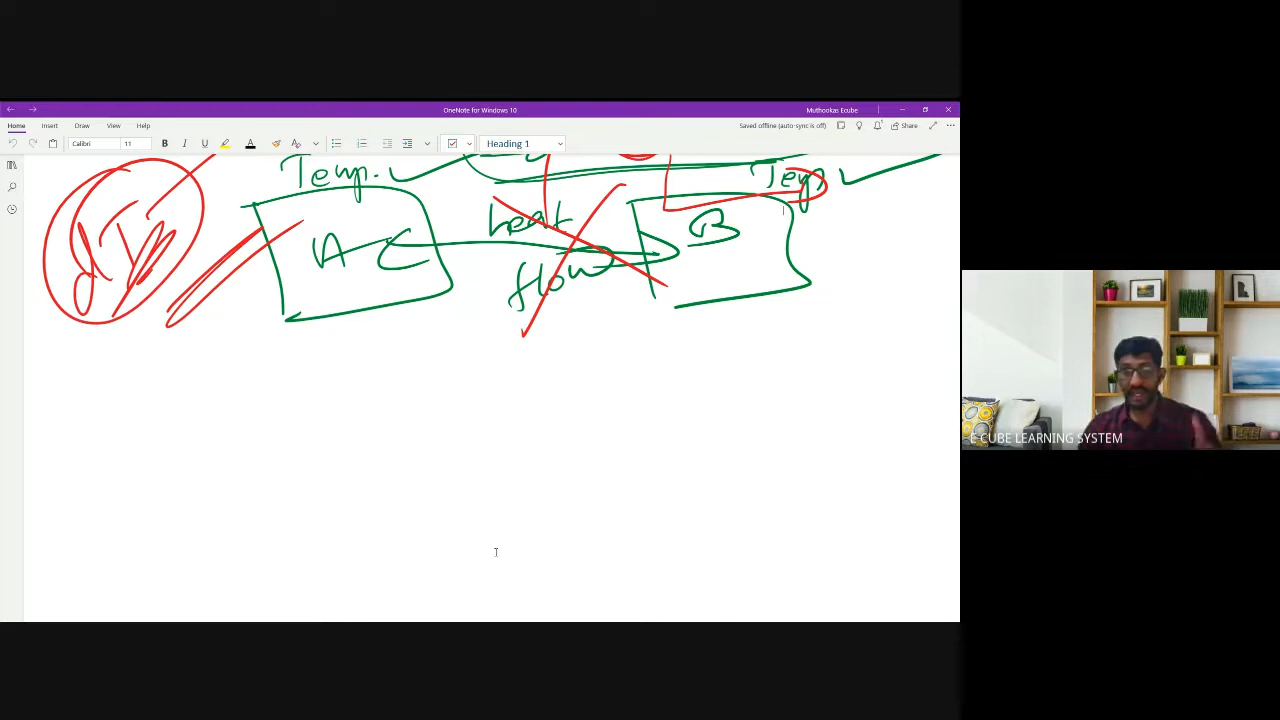 OneNote for Windows 10
Muthookas Ecube
Home Insert Draw View Help
Saved offline (auto-sync is off)
Share
Calibri 11 B I U A Heading 1
Temp.
Temp.
dT
heat
A
B
flow
E CUBE LEARNING SYSTEM